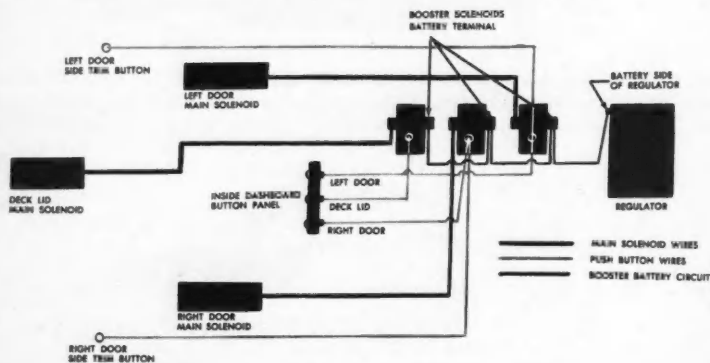 BOOSTER SOLENOIDS
BATTERY TERMINAL
LEFT DOOR
SIDE TRIM BUTTON
LEFT DOOR
MAIN SOLENOID
BATTERY SIDE
OF REGULATOR
DECK LID
MAIN SOLENOID
INSIDE DASHBOARD
BUTTON PANEL
LEFT DOOR
DECK LID
RIGHT DOOR
REGULATOR
MAIN SOLENOID WIRES
PUSH BUTTON WIRES
BOOSTER BATTERY CIRCUIT
RIGHT DOOR
MAIN SOLENOID
RIGHT DOOR
SIDE TRIM BUTTON